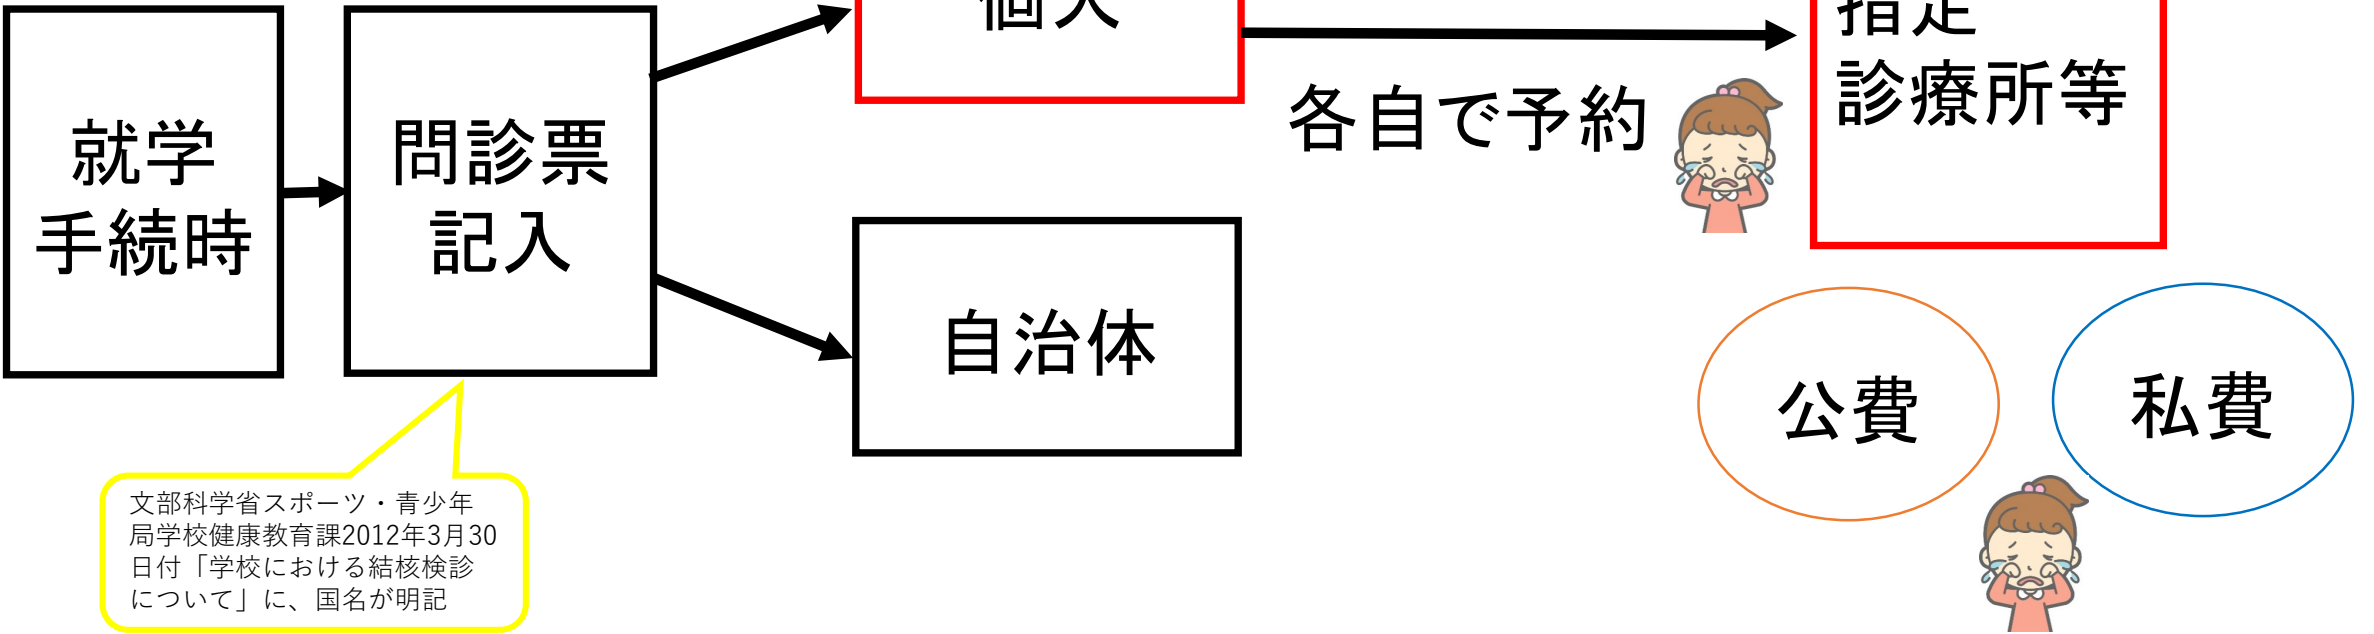 個人
指定
診療所等
各自で予約
就学
手続時
問診票
記入
自治体
公費
私費
文部科学省スポーツ・青少年
局学校健康教育課2012年3月30
日付「学校における結核検診
について」に、国名が明記